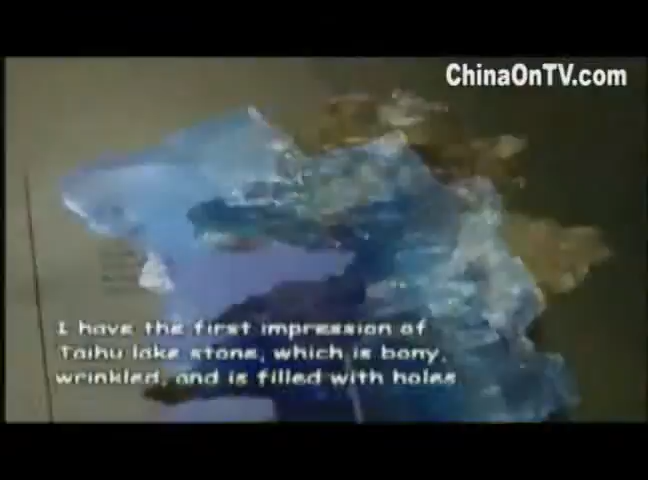 ChinaOnTV.com
I have the first impression of
Taihu lake stone, which is bony,
wrinkled, and is filled with holes